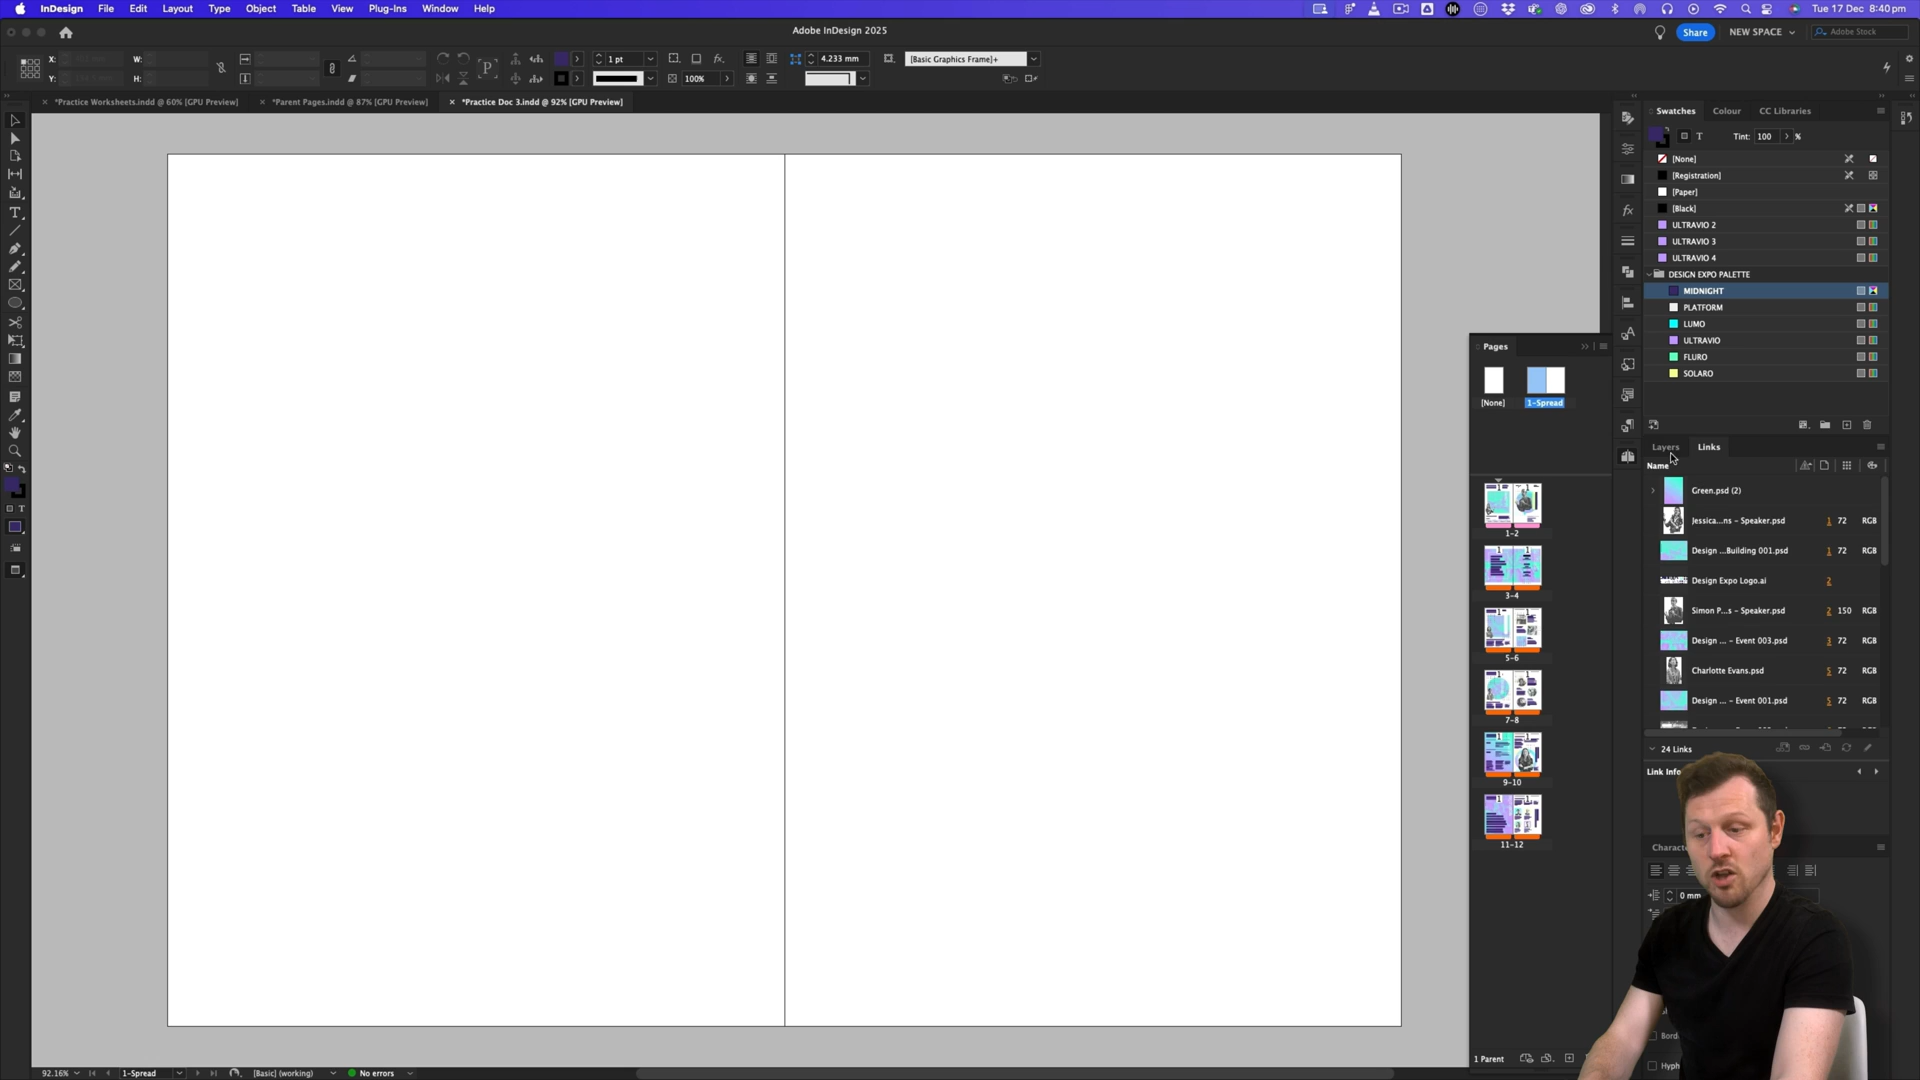 InDesign File Edit Layout Type Object Table View Plug-Ins Window Help Tue 17 Dec 8:40 pm
Adobe InDesign 2025 Share NEW SPACE Adobe Stock
X: W: 1 pt fx. 4.233 mm [Basic Graphics Frame]+
Y: H: P 100%
*Practice Worksheets.indd @ 60% [GPU Preview] *Parent Pages.indd @ 87% [GPU Preview] *Practice Doc 3.indd @ 92% [GPU Preview]
Swatches Colour CC Libraries
T Tint: 100 %
[None]
[Registration]
[Paper]
[Black]
ULTRAVIO 2
ULTRAVIO 3
ULTRAVIO 4
DESIGN EXPO PALETTE
MIDNIGHT
PLATFORM
LUMO
ULTRAVIO
FLURO
SOLARO
Pages
[None] 1-Spread
1-2
3-4
5-6
7-8
9-10
11-12
1 Parent
Layers Links
Name
Green.psd (2)
Jessica...ns - Speaker.psd 1 72 RGB
Design ...Building 001.psd 1 72 RGB
Design Expo Logo.ai 2
Simon P...s - Speaker.psd 2 150 RGB
Design ... - Event 003.psd 3 72 RGB
Charlotte Evans.psd 5 72 RGB
Design ... - Event 001.psd 5 72 RGB
24 Links
Link Info
Charac
0 mm
Bord
Hyph
92.16% 1-Spread [Basic] (working) No errors